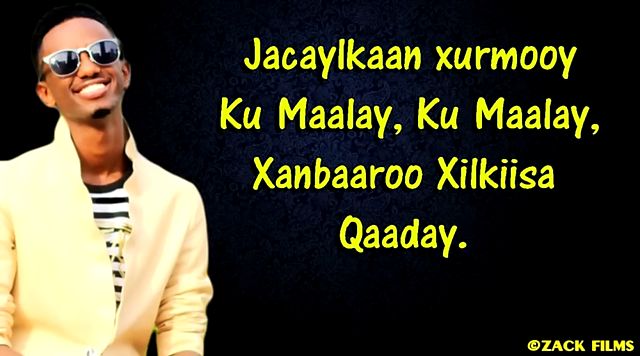 Jacaylkaan xurmooy
Ku Maalay, Ku Maalay,
Xanbaaroo Xilkiisa
Qaaday.
©ZACK FILMS